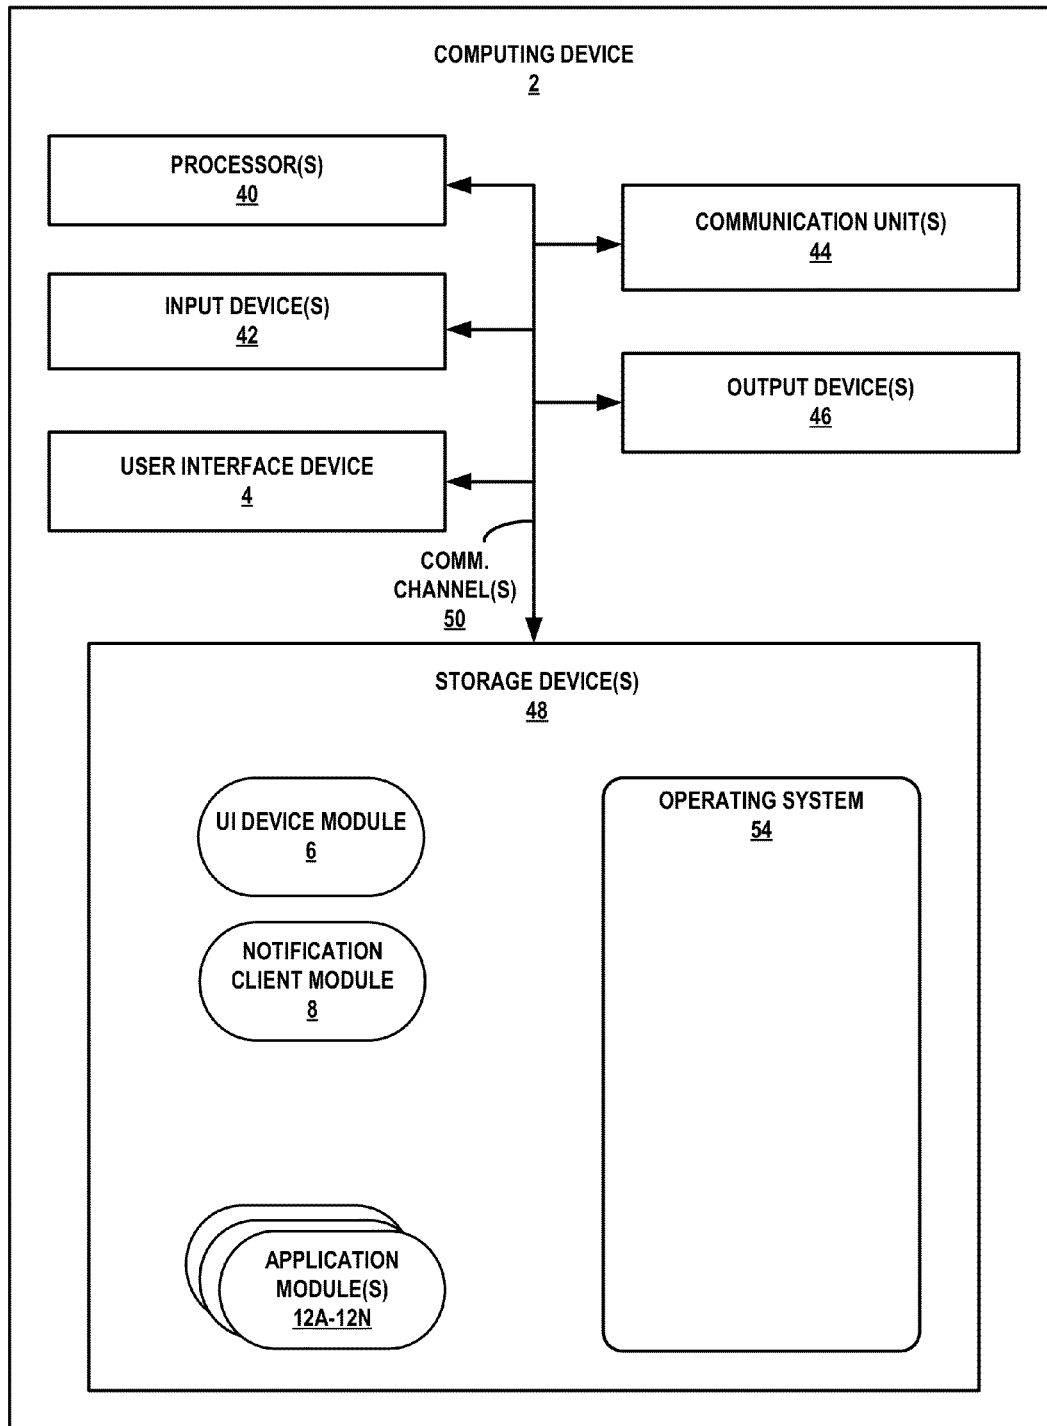 COMPUTING DEVICE
2
PROCESSOR(S)
40
COMMUNICATION UNIT(S)
44
INPUT DEVICE(S)
42
OUTPUT DEVICE(S)
46
USER INTERFACE DEVICE
4
COMM.
CHANNEL(S)
50
STORAGE DEVICE(S)
48
UI DEVICE MODULE
6
OPERATING SYSTEM
54
NOTIFICATION
CLIENT MODULE
8
APPLICATION
MODULE(S)
12A-12N